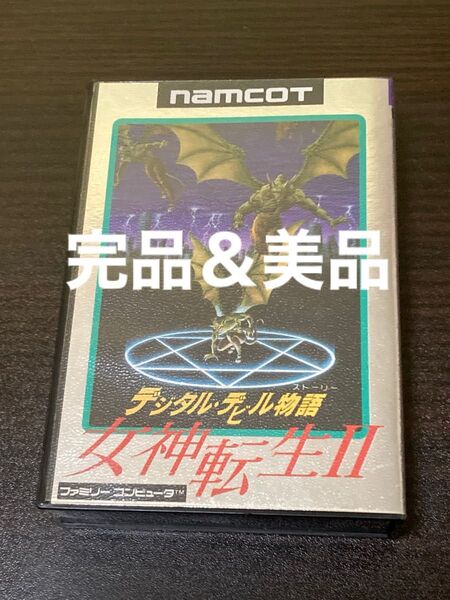 namcot
完品&美品
デジタル・デビル物語
ストーリー
女神転生II
ファミリーコンピュータ™